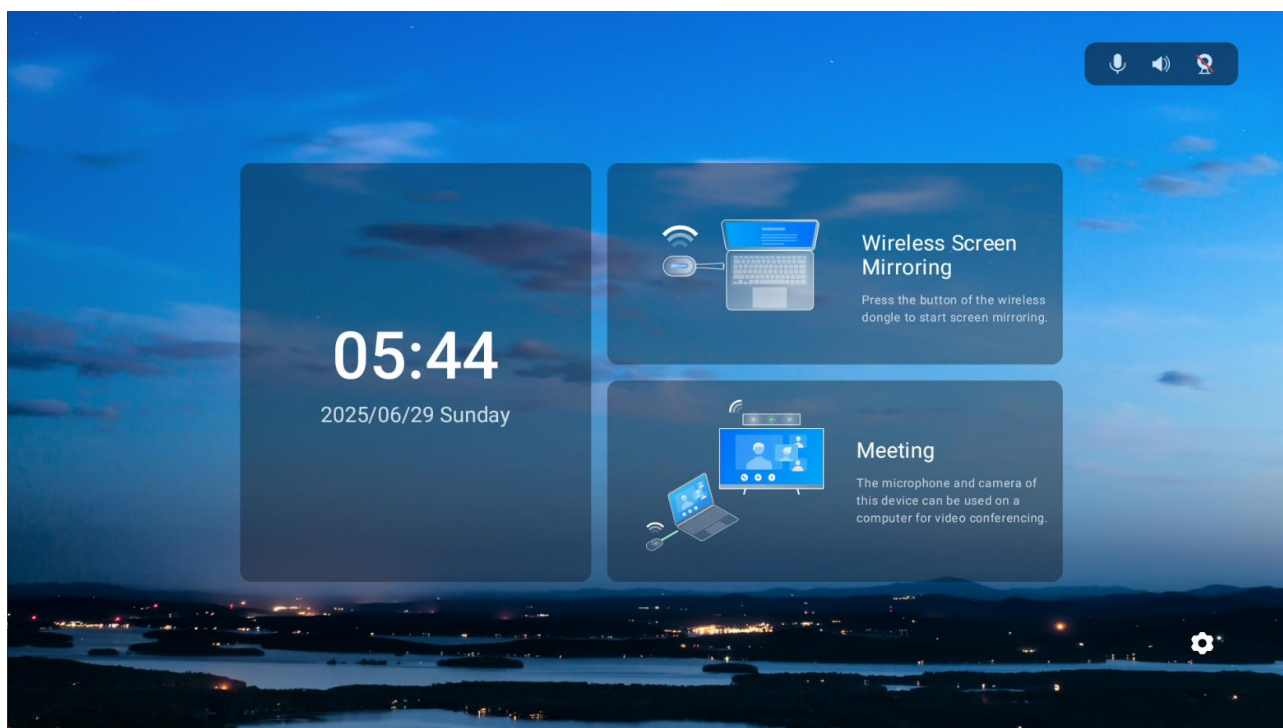 05:44
2025/06/29 Sunday
Wireless Screen
Mirroring
Press the button of the wireless
dongle to start screen mirroring.
Meeting
The microphone and camera of
this device can be used on a
computer for video conferencing.